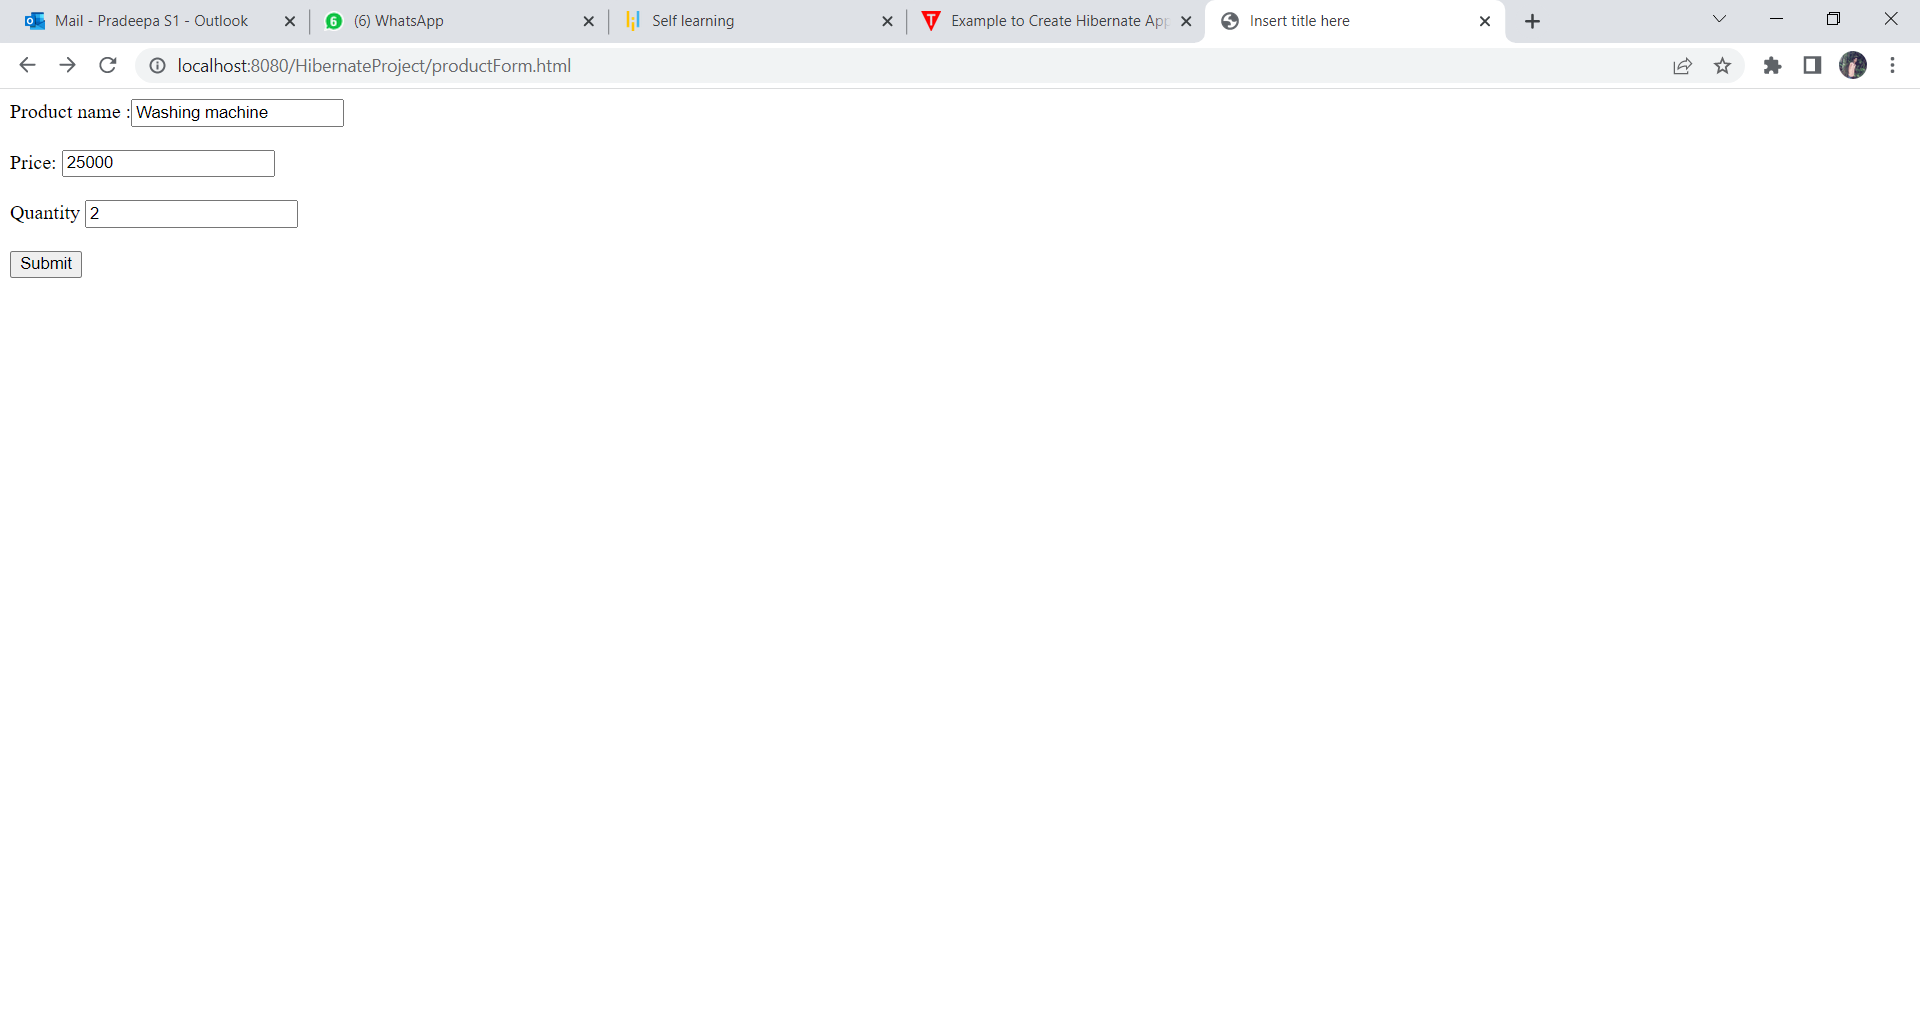 Mail - Pradeepa S1 - Outlook
6
(6) WhatsApp
Self learning
T
Example to Create Hibernate App
Insert title here
localhost:8080/HibernateProject/productForm.html
Product name :Washing machine
Price: 25000
Quantity 2
Submit